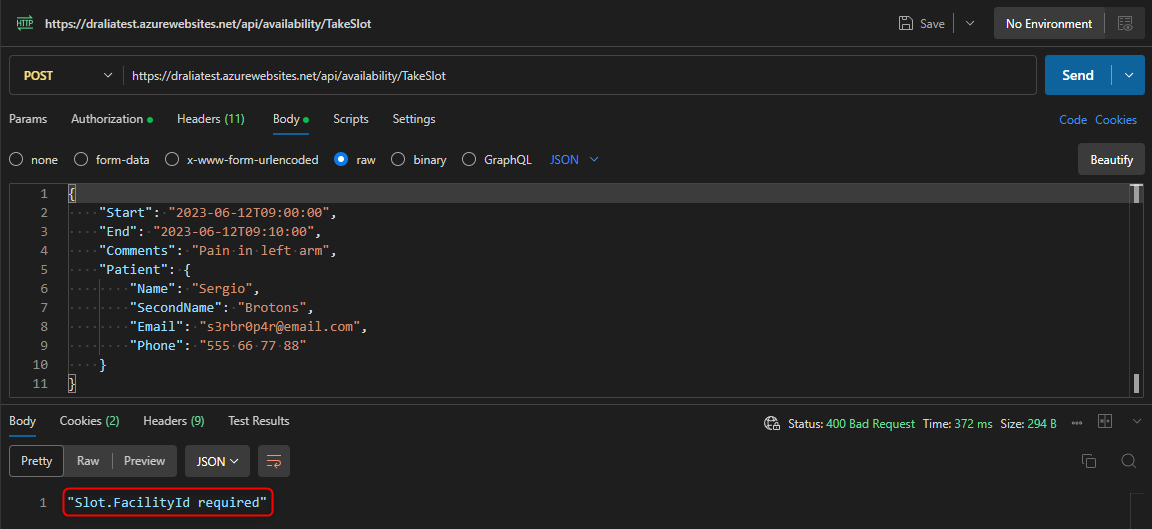 HTTP https://draliatest.azurewebsites.net/api/availability/TakeSlot Save No Environment
POST https://draliatest.azurewebsites.net/api/availability/TakeSlot Send
Params Authorization Headers (11) Body Scripts Settings Code Cookies
none form-data x-www-form-urlencoded raw binary GraphQL JSON Beautify
1 {
2 "Start": "2023-06-12T09:00:00",
3 "End": "2023-06-12T09:10:00",
4 "Comments": "Pain in left arm",
5 "Patient": {
6 "Name": "Sergio",
7 "SecondName": "Brotons",
8 "Email": "s3rbr0p4r@email.com",
9 "Phone": "555 66 77 88"
10 }
11 }
Body Cookies (2) Headers (9) Test Results Status: 400 Bad Request Time: 372 ms Size: 294 B
Pretty Raw Preview JSON
1 "Slot.FacilityId required"